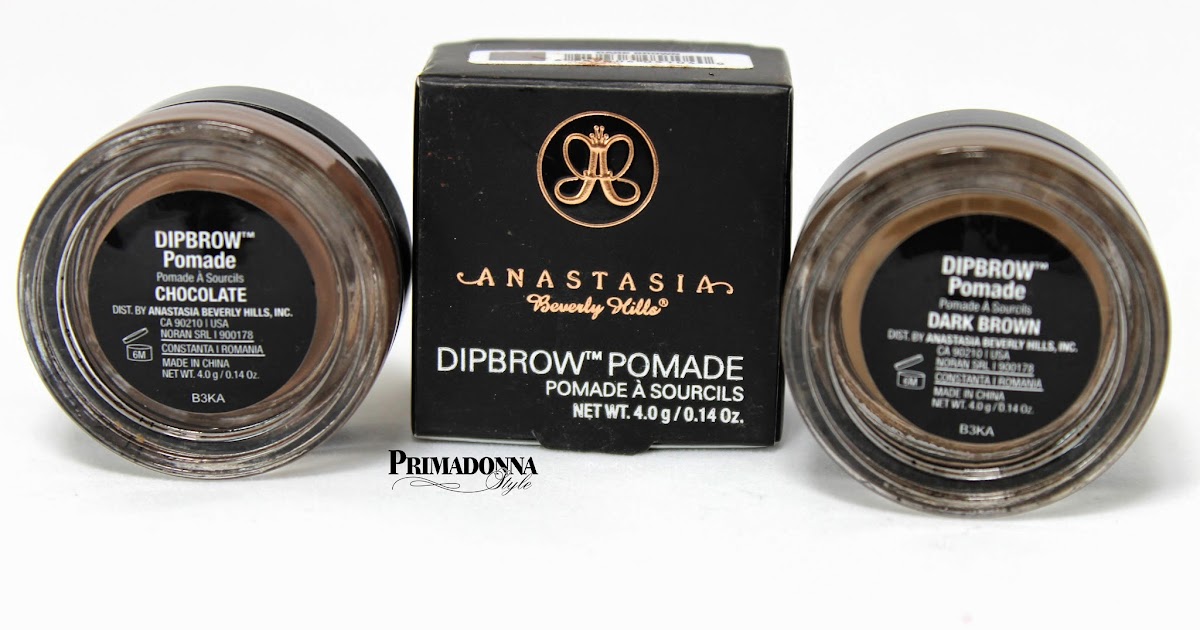 DIPBROW™
Pomade
Pomade À Sourcils
CHOCOLATE
DIST. BY ANASTASIA BEVERLY HILLS, INC.
CA 90210 | USA
NORAN SRL | 900178
CONSTANTA | ROMANIA
6M
MADE IN CHINA
NET WT. 4.0 g / 0.14 Oz.
B3KA
DARK BROWN
ANASTASIA
Beverly Hills®
DIPBROW™ POMADE
POMADE À SOURCILS
NET WT. 4.0 g / 0.14 Oz.
DIPBROW™
Pomade
Pomade À Sourcils
DARK BROWN
DIST. BY ANASTASIA BEVERLY HILLS, INC.
CA 90210 | USA
NORAN SRL | 900178
CONSTANTA | ROMANIA
6M
MADE IN CHINA
NET WT. 4.0 g / 0.14 Oz.
B3KA
PRIMADONNA
Style